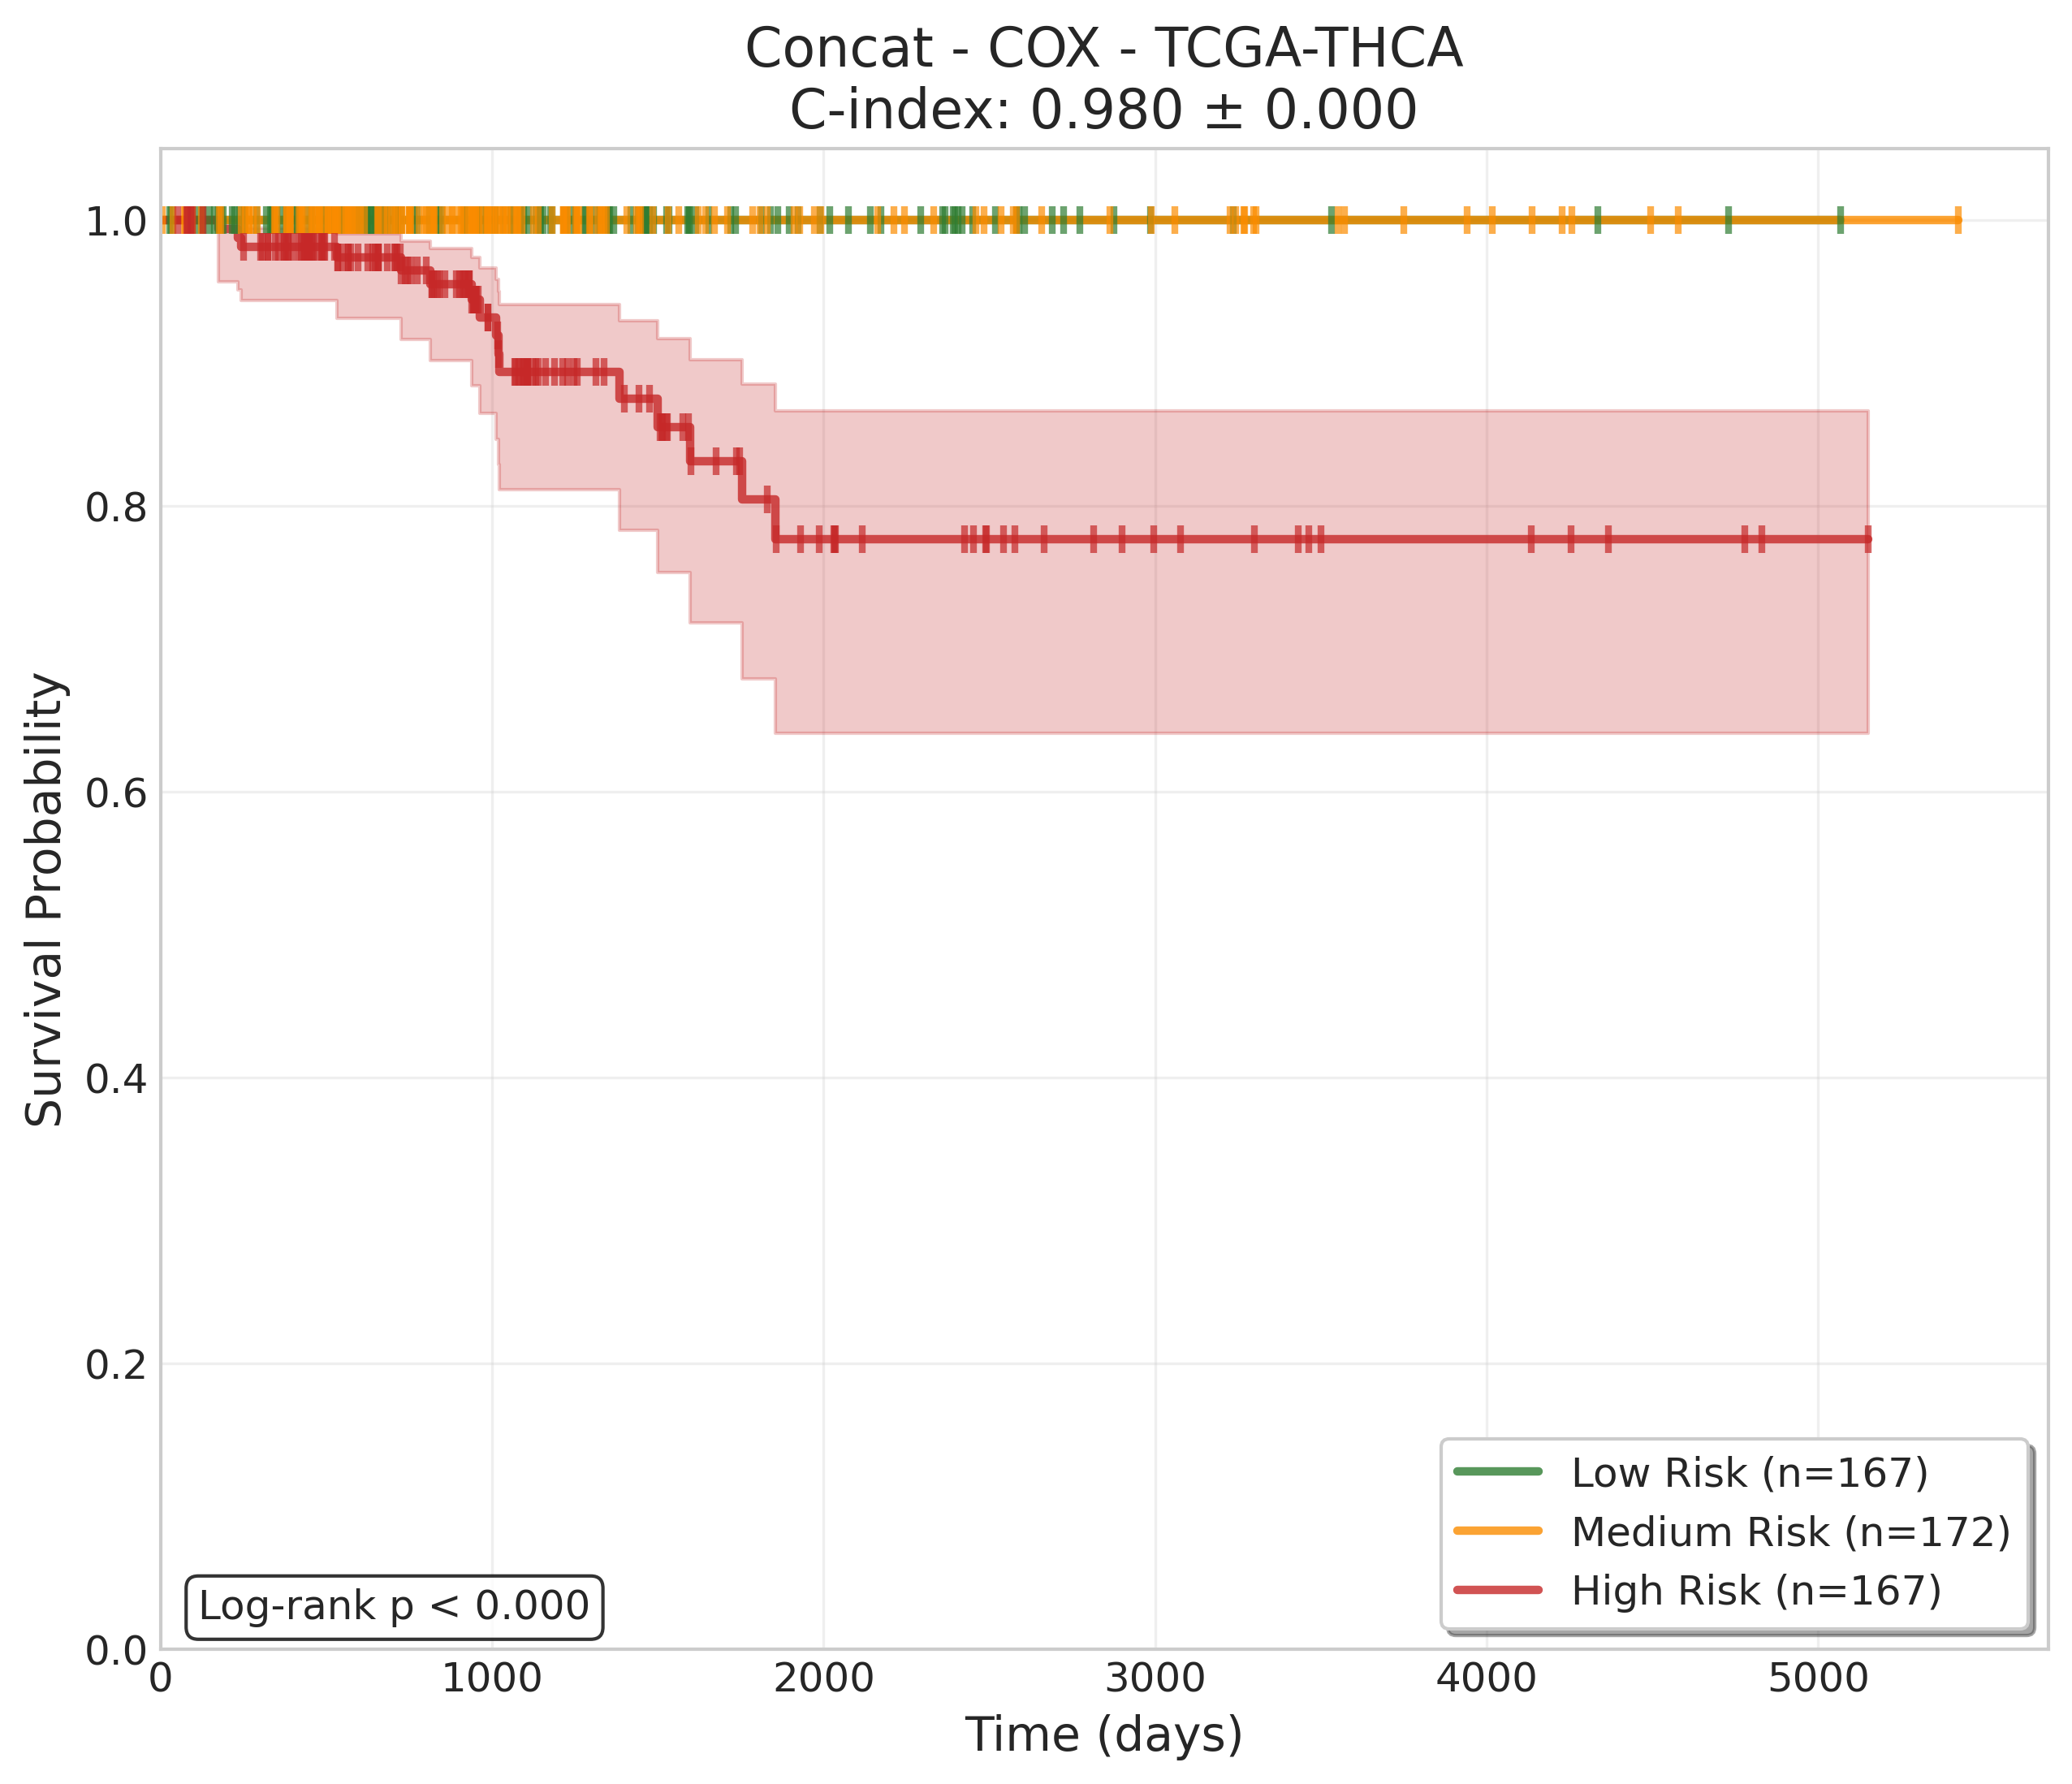 Concat - COX - TCGA-THCA
C-index: 0.980 ± 0.000
Survival Probability
1.0
0.8
0.6
0.4
0.2
0.0
Low Risk (n=167)
Medium Risk (n=172)
High Risk (n=167)
Log-rank p < 0.000
0 1000 2000 3000 4000 5000
Time (days)